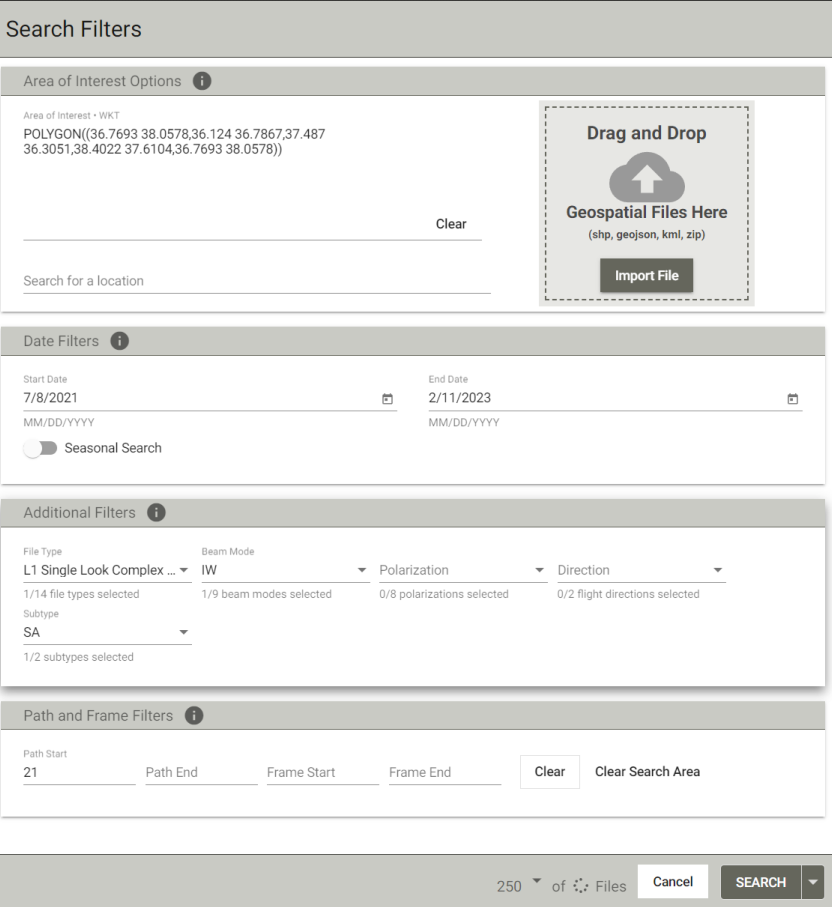 Search Filters
Area of Interest Options
Area of Interest • WKT
POLYGON((36.7693 38.0578,36.124 36.7867,37.487
36.3051,38.4022 37.6104,36.7693 38.0578))
Clear
Search for a location
Drag and Drop
Geospatial Files Here
(shp, geojson, kml, zip)
Import File
Date Filters
Start Date
7/8/2021
MM/DD/YYYY
End Date
2/11/2023
MM/DD/YYYY
Seasonal Search
Additional Filters
File Type
L1 Single Look Complex ...
1/14 file types selected
Beam Mode
IW
1/9 beam modes selected
Polarization
0/8 polarizations selected
Direction
0/2 flight directions selected
Subtype
SA
1/2 subtypes selected
Path and Frame Filters
Path Start
21
Path End
Frame Start
Frame End
Clear
Clear Search Area
250 of Files
Cancel
SEARCH